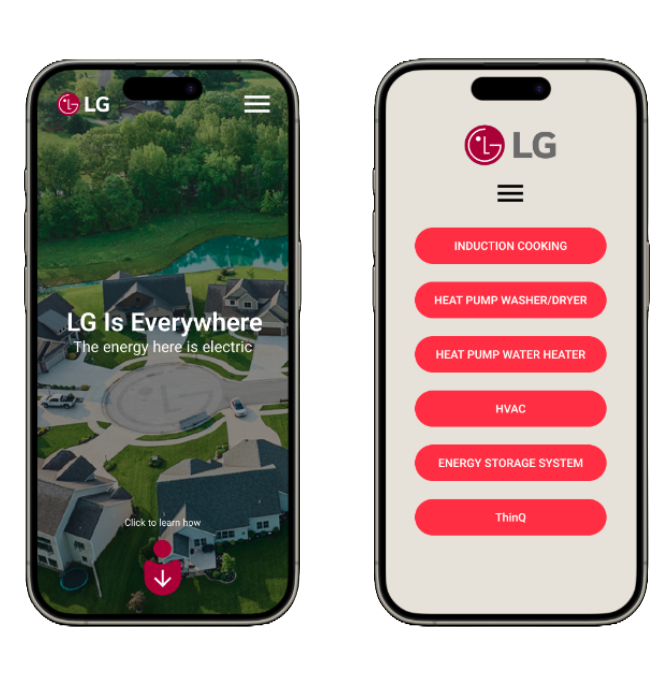 LG
LG Is Everywhere
The energy here is electric
Click to learn how
LG
INDUCTION COOKING
HEAT PUMP WASHER/DRYER
HEAT PUMP WATER HEATER
HVAC
ENERGY STORAGE SYSTEM
ThinQ